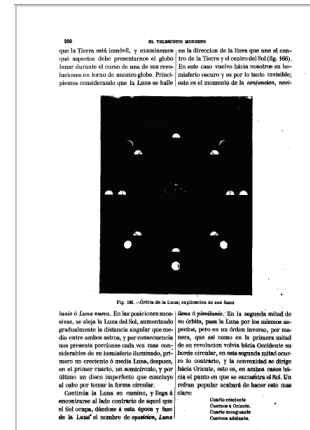 256 EL TELESCOPIO MODERNO
que la Tierra está inmóvil, y examinemos
qué aspectos debe presentarnos el globo
lunar durante el curso de una de sus revo-
luciones en torno de nuestro globo. Princi-
piemos considerando que la Luna se halle
en la direccion de la línea que une el cen-
tro de la Tierra y el centro del Sol (fig. 166).
En este caso vuelve hácia nosotros su he-
misferio oscuro y es por lo tanto invisible;
este es el momento de la conjuncion, novi-
Fig. 166. —Órbita de la Luna; explicacion de sus fases
lunio ó Luna nueva. En las posiciones suce-
sivas, se aleja la Luna del Sol, aumentando
gradualmente la distancia angular que me-
dia entre ambos astros, y por consecuencia
nos presenta porciones cada vez mas con-
siderables de su hemisferio iluminado, pri-
mero un creciente ó media Luna, despues,
en el primer cuarto, un semicírculo, y por
último un disco imperfecto que concluye
al cabo por tomar la forma circular.
Continúa la Luna su camino, y llega á
encontrarse al lado contrario de aquel que
el Sol ocupa, dándose á esta época y fase
de la Luna el nombre de oposicion, Luna
llena ó plenilunio. En la segunda mitad de
su órbita, pasa la Luna por los mismos as-
pectos, pero en un órden inverso, por ma-
nera, que así como en la primera mitad
de su revolucion volvia hácia Occidente su
borde circular, en esta segunda mitad ocur-
re lo contrario, y la convexidad se dirige
hácia Oriente, esto es, en ambos casos há-
cia el punto en que se encuentra el Sol. Un
refran popular acabará de hacer esto mas
claro:
Cuarto creciente
Cuernos á Oriente,
Cuarto menguante
Cuernos adelante.